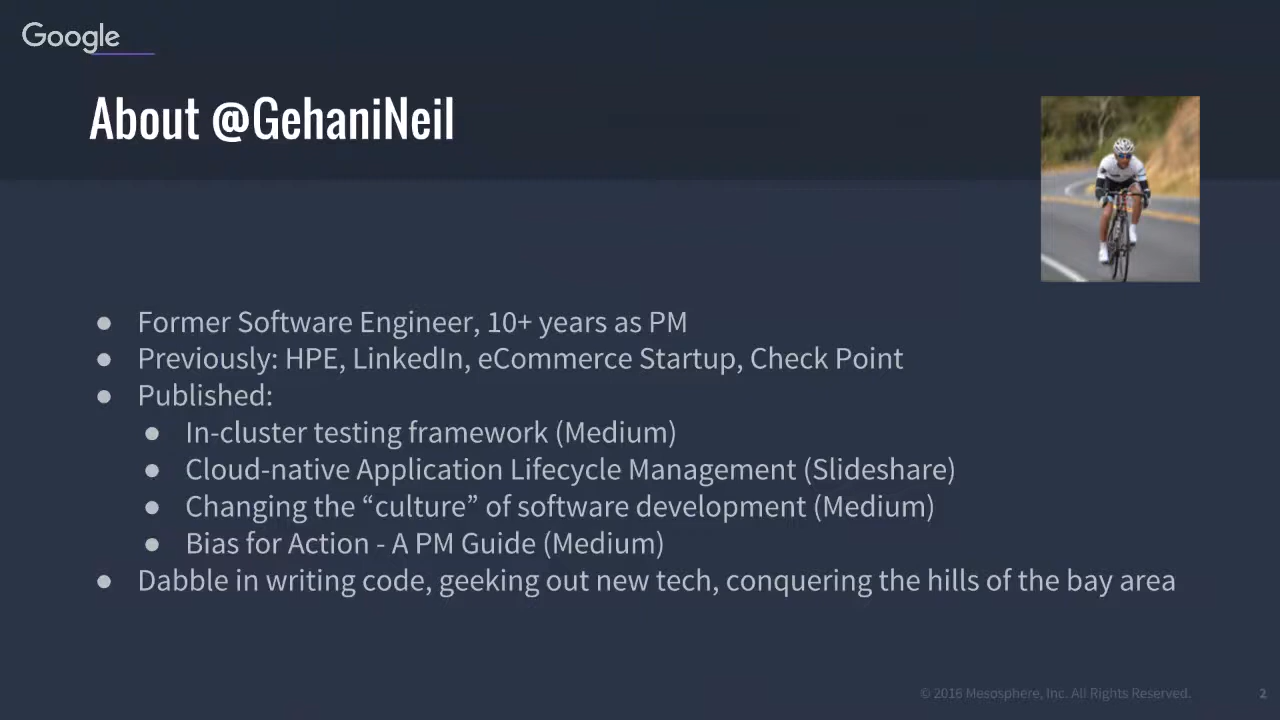 Google
About @GehaniNeil
● Former Software Engineer, 10+ years as PM
● Previously: HPE, LinkedIn, eCommerce Startup, Check Point
● Published:
● In-cluster testing framework (Medium)
● Cloud-native Application Lifecycle Management (Slideshare)
● Changing the “culture” of software development (Medium)
● Bias for Action - A PM Guide (Medium)
● Dabble in writing code, geeking out new tech, conquering the hills of the bay area
© 2016 Mesosphere, Inc. All Rights Reserved. 2